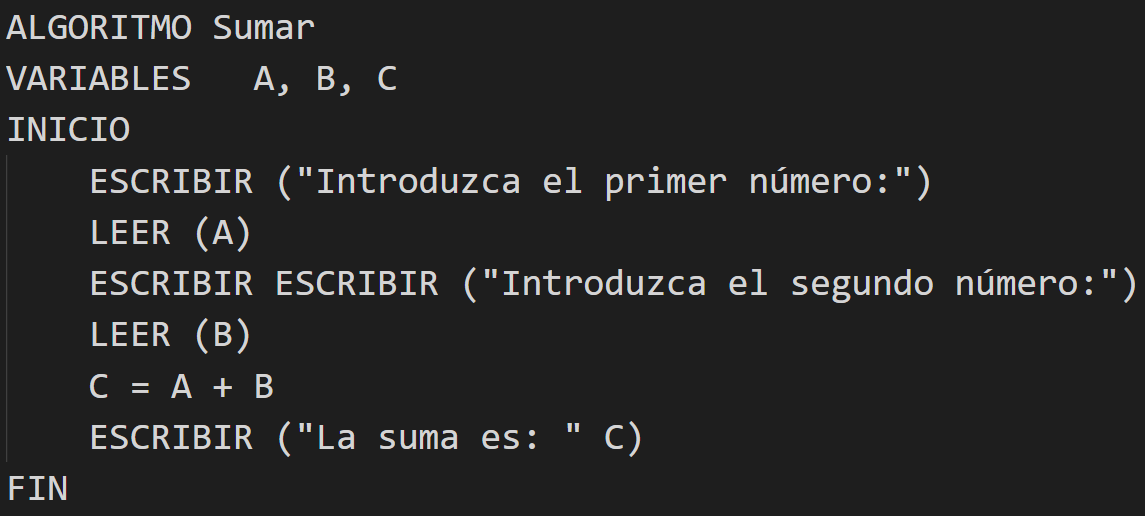 ALGORITMO Sumar
VARIABLES   A, B, C
INICIO
    ESCRIBIR ("Introduzca el primer número:")
    LEER (A)
    ESCRIBIR ESCRIBIR ("Introduzca el segundo número:")
    LEER (B)
    C = A + B
    ESCRIBIR ("La suma es: " C)
FIN